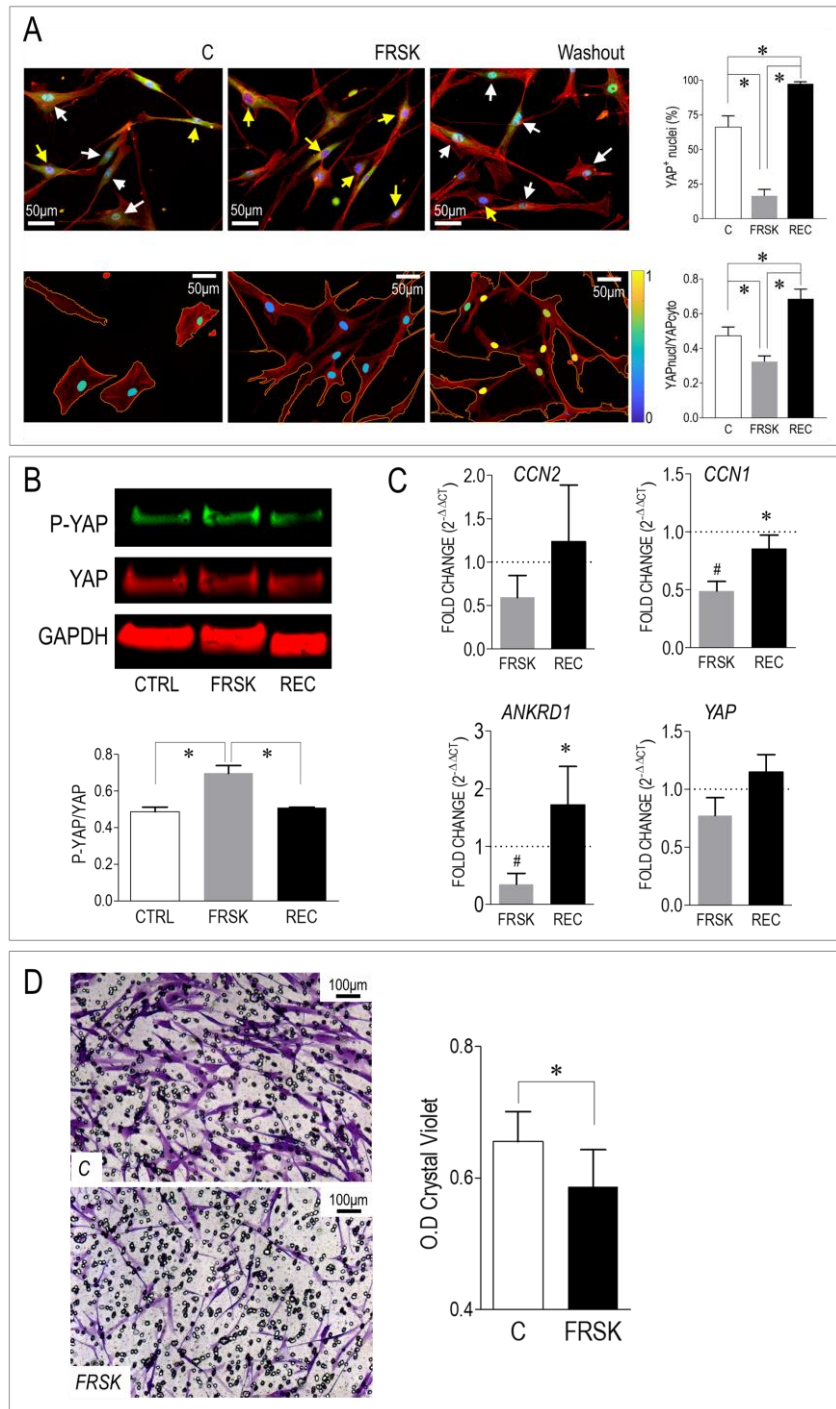 A
C
FRSK
Washout
50µm
50µm
50µm
YAP+ nuclei (%)
100
75
50
25
0
*
*
*
C
FRSK
REC
50µm
50µm
50µm
1
0
YAPnucl/YAPcyto
0.8
0.6
0.4
0.2
0.0
*
*
*
C
FRSK
REC
B
P-YAP
YAP
GAPDH
CTRL
FRSK
REC
P-YAP/YAP
0.8
0.6
0.4
0.2
0.0
*
*
CTRL
FRSK
REC
C
CCN2
FOLD CHANGE (2-ΔΔCT)
2.0
1.5
1.0
0.5
0.0
FRSK
REC
CCN1
FOLD CHANGE (2-ΔΔCT)
1.5
1.0
0.5
0.0
#
*
FRSK
REC
ANKRD1
FOLD CHANGE (2-ΔΔCT)
3
2
1
0
#
*
FRSK
REC
YAP
FOLD CHANGE (2-ΔΔCT)
1.5
1.0
0.5
0.0
FRSK
REC
D
100µm
C
100µm
FRSK
O.D Crystal Violet
0.8
0.6
0.4
*
C
FRSK